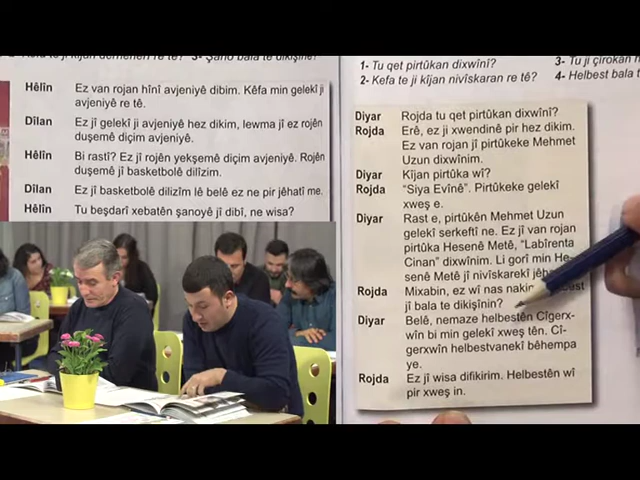 3- Şano bala te dikişîne?
Hêlîn Ez van rojan hînî avjeniyê dibim. Kêfa min gelekî ji
avjeniyê re tê.
Dîlan Ez jî gelekî ji avjeniyê hez dikim, lewma jî ez rojên
duşemê diçim avjeniyê.
Hêlîn Bi rastî? Ez jî rojên yekşemê diçim avjeniyê. Rojên
duşemê jî basketbolê dilîzim.
Dîlan Ez jî basketbolê dilîzim lê belê ez ne pir jêhatî me.
Hêlîn Tu beşdarî xebatên şanoyê jî dibî, ne wisa?
1- Tu qet pirtûkan dixwînî?
2- Kefa te ji kîjan nivîskaran re tê?
3- Tu ji çîrokan
4- Helbest bala
Diyar Rojda tu qet pirtûkan dixwînî?
Rojda Erê, ez ji xwendinê pir hez dikim.
Ez van rojan jî pirtûkeke Mehmet
Uzun dixwînim.
Diyar Kîjan pirtûka wî?
Rojda “Siya Evînê”. Pirtûkeke gelekî
xweş e.
Diyar Rast e, pirtûkên Mehmet Uzun
gelekî serkeftî ne. Ez jî van rojan
pirtûka Hesenê Metê, “Labîrenta
Cinan” dixwînim. Li gorî min He-
senê Metê jî nivîskarekî
Rojda Mixabin, ez wî nas
jî bala te dikişînin?
Diyar Belê, nemaze helbestên Cîgerx-
wîn bi min gelekî xweş tên. Cî-
gerxwîn helbestvanekî bêhempa
ye.
Rojda Ez jî wisa difikirim. Helbestên wî
pir xweş in.